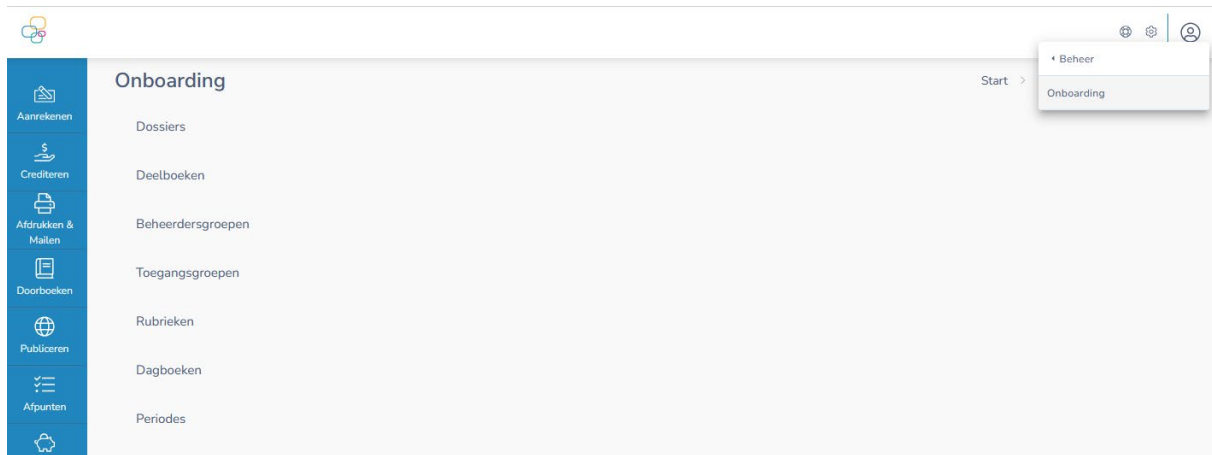 Beheer
Onboarding
Start >
Onboarding
Aanrekenen
Crediteren
Afdrukken &
Mailen
Doorboeken
Publiceren
Afpunten
Dossiers
Deelboeken
Beheerdersgroepen
Toegangsgroepen
Rubrieken
Dagboeken
Periodes